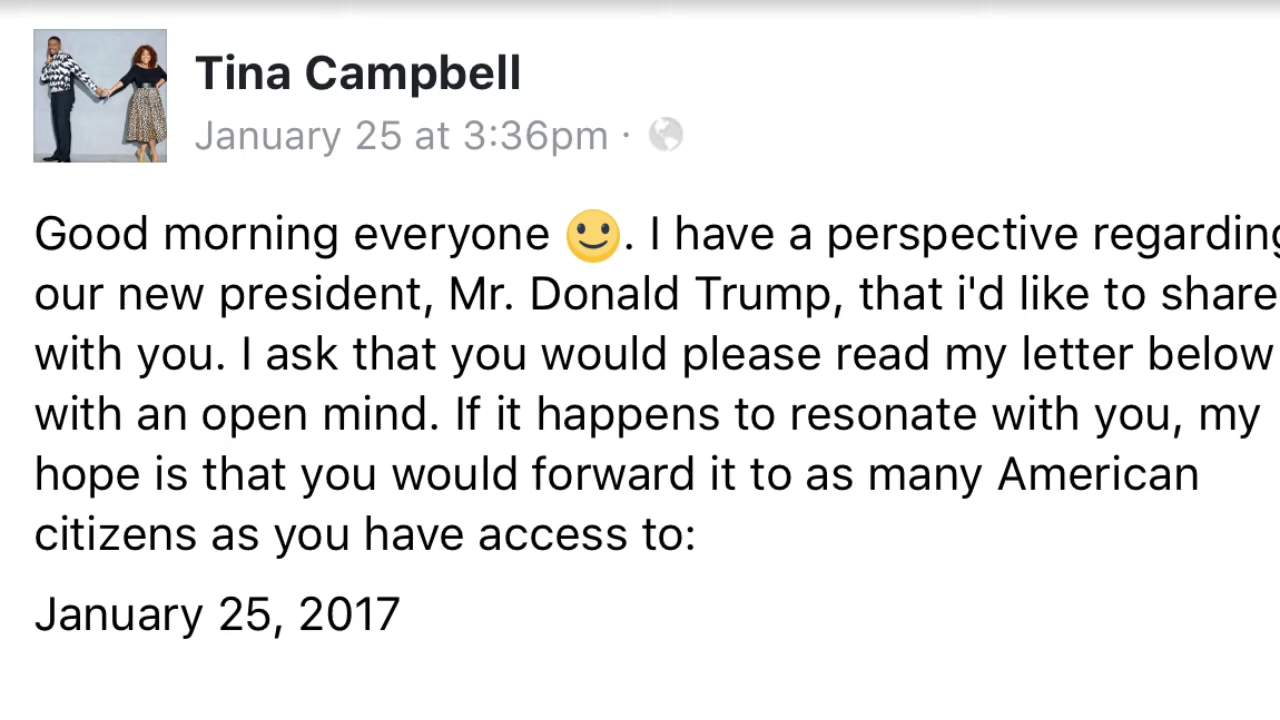 Tina Campbell
January 25 at 3:36pm ·
Good morning everyone 🙂. I have a perspective regarding
our new president, Mr. Donald Trump, that i'd like to share
with you. I ask that you would please read my letter below
with an open mind. If it happens to resonate with you, my
hope is that you would forward it to as many American
citizens as you have access to:
January 25, 2017